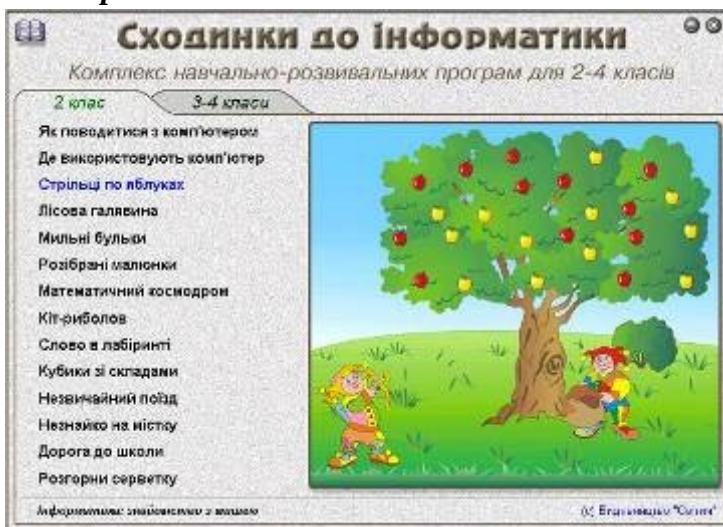 Сходинки до інформатики
Комплекс навчально-розвивальних програм для 2-4 класів
2 клас
3-4 класи
Як поводитися з комп'ютером
Де використовують комп'ютер
Стрільці по яблуках
Лісова галявина
Мильні бульки
Розібрані малюнки
Математичний космодром
Кіт-риболов
Слово в лабіринті
Кубики зі складами
Незвичайний поїзд
Незнайко на містку
Дорога до школи
Розгорни серветку
Інформатика: знайомство з мишею
(c) Видавництво